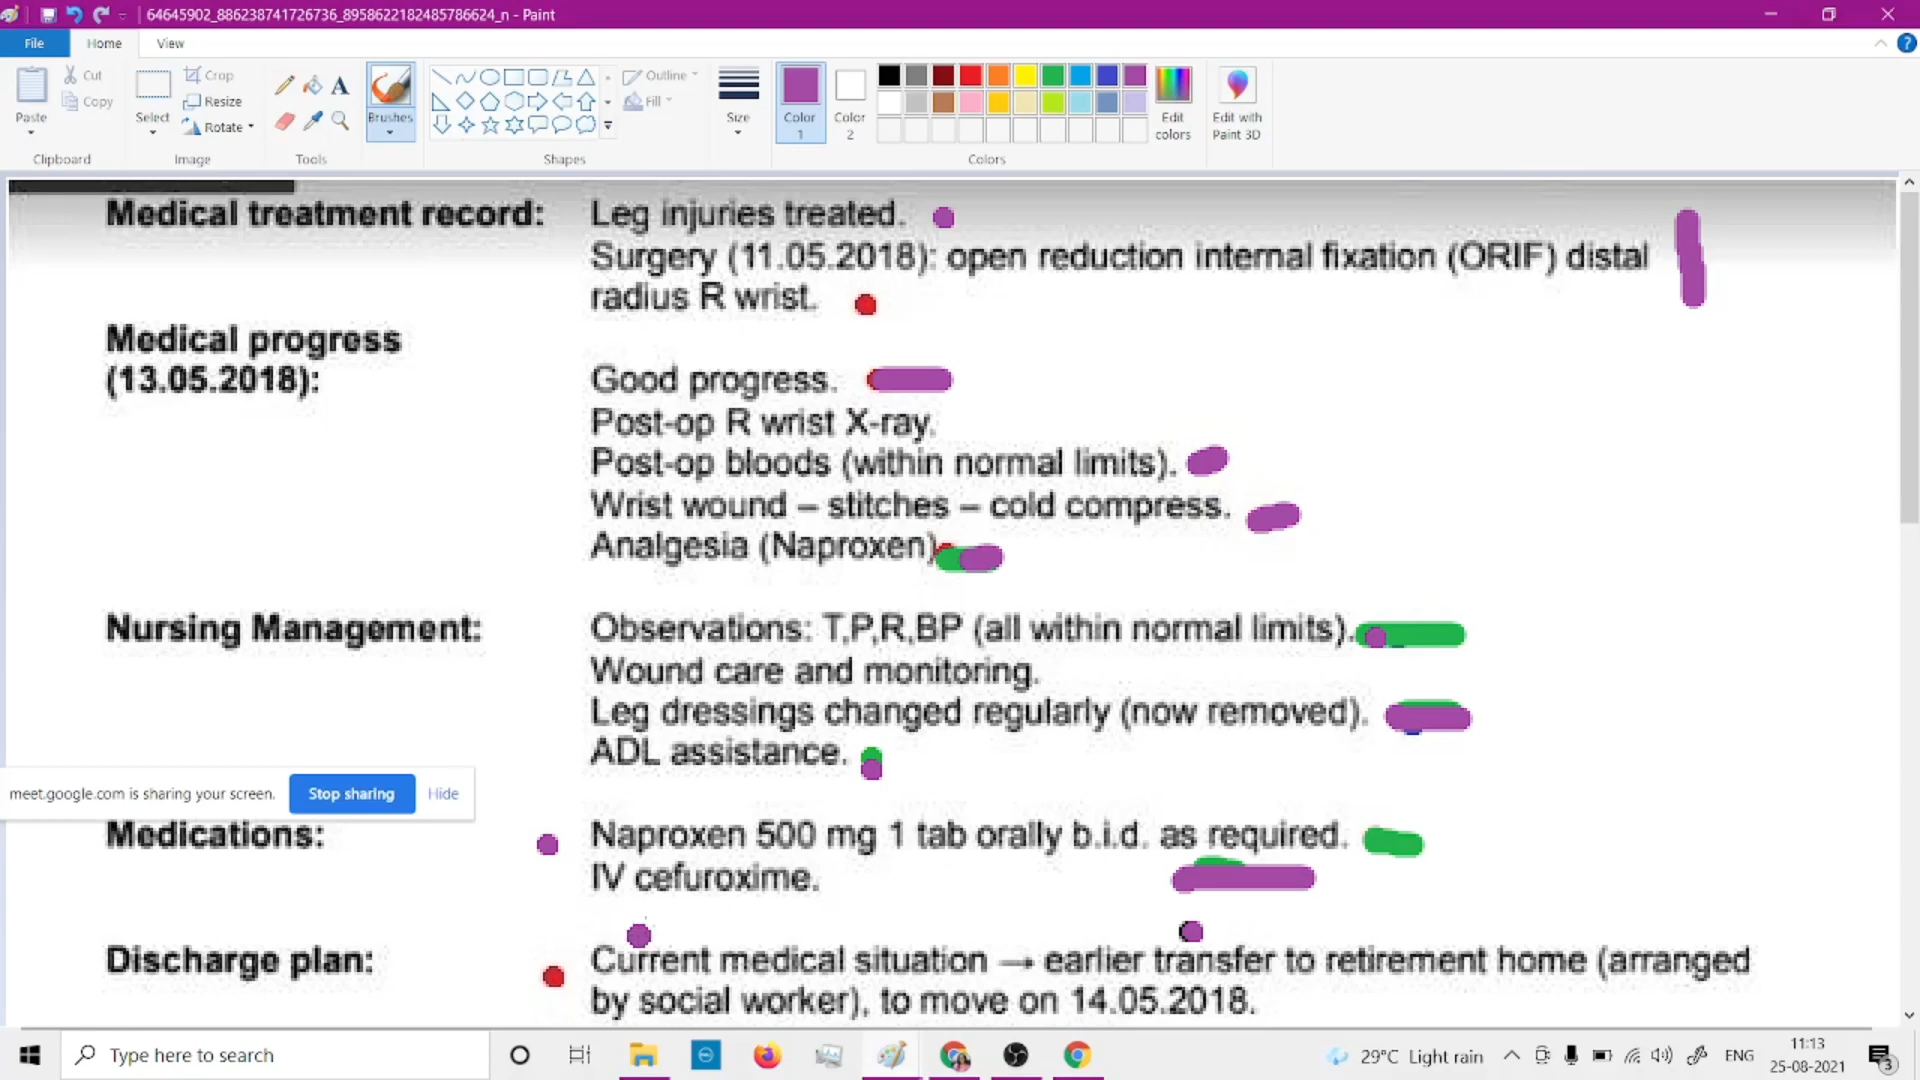 64645902_886238741726736_8958622182485786624_n - Paint
File Home View
Paste Cut Copy Clipboard
Select Crop Resize Rotate Image
Tools
Brushes
Shapes Outline Fill
Size
Color 1 Color 2
Colors
Edit colors
Edit with Paint 3D
Medical treatment record: Leg injuries treated.
Surgery (11.05.2018): open reduction internal fixation (ORIF) distal
radius R wrist.
Medical progress
(13.05.2018): Good progress.
Post-op R wrist X-ray.
Post-op bloods (within normal limits).
Wrist wound – stitches – cold compress.
Analgesia (Naproxen)
Nursing Management: Observations: T,P,R,BP (all within normal limits).
Wound care and monitoring.
Leg dressings changed regularly (now removed).
ADL assistance.
meet.google.com is sharing your screen. Stop sharing Hide
Medications: Naproxen 500 mg 1 tab orally b.i.d. as required.
IV cefuroxime.
Discharge plan: Current medical situation → earlier transfer to retirement home (arranged
by social worker), to move on 14.05.2018.
Type here to search 29°C Light rain ENG 11:13
25-08-2021 3